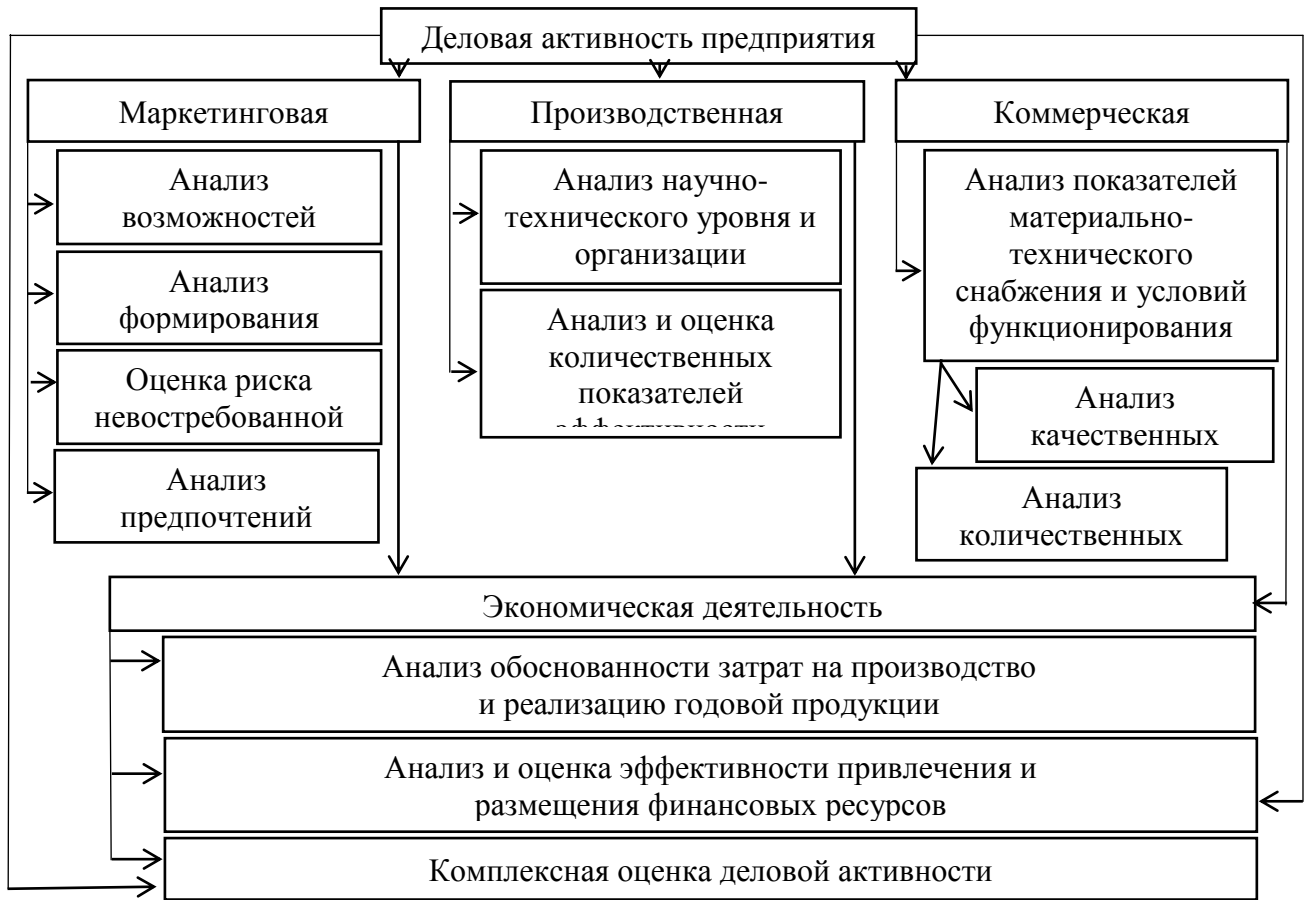 Деловая активность предприятия
Маркетинговая
Анализ
возможностей
Анализ
формирования
Оценка риска
невостребованной
Анализ
предпочтений
Производственная
Анализ научно-
технического уровня и
организации
Анализ и оценка
количественных
показателей
Коммерческая
Анализ показателей
материально-
технического
снабжения и условий
функционирования
Анализ
качественных
Анализ
количественных
Экономическая деятельность
Анализ обоснованности затрат на производство
и реализацию годовой продукции
Анализ и оценка эффективности привлечения и
размещения финансовых ресурсов
Комплексная оценка деловой активности